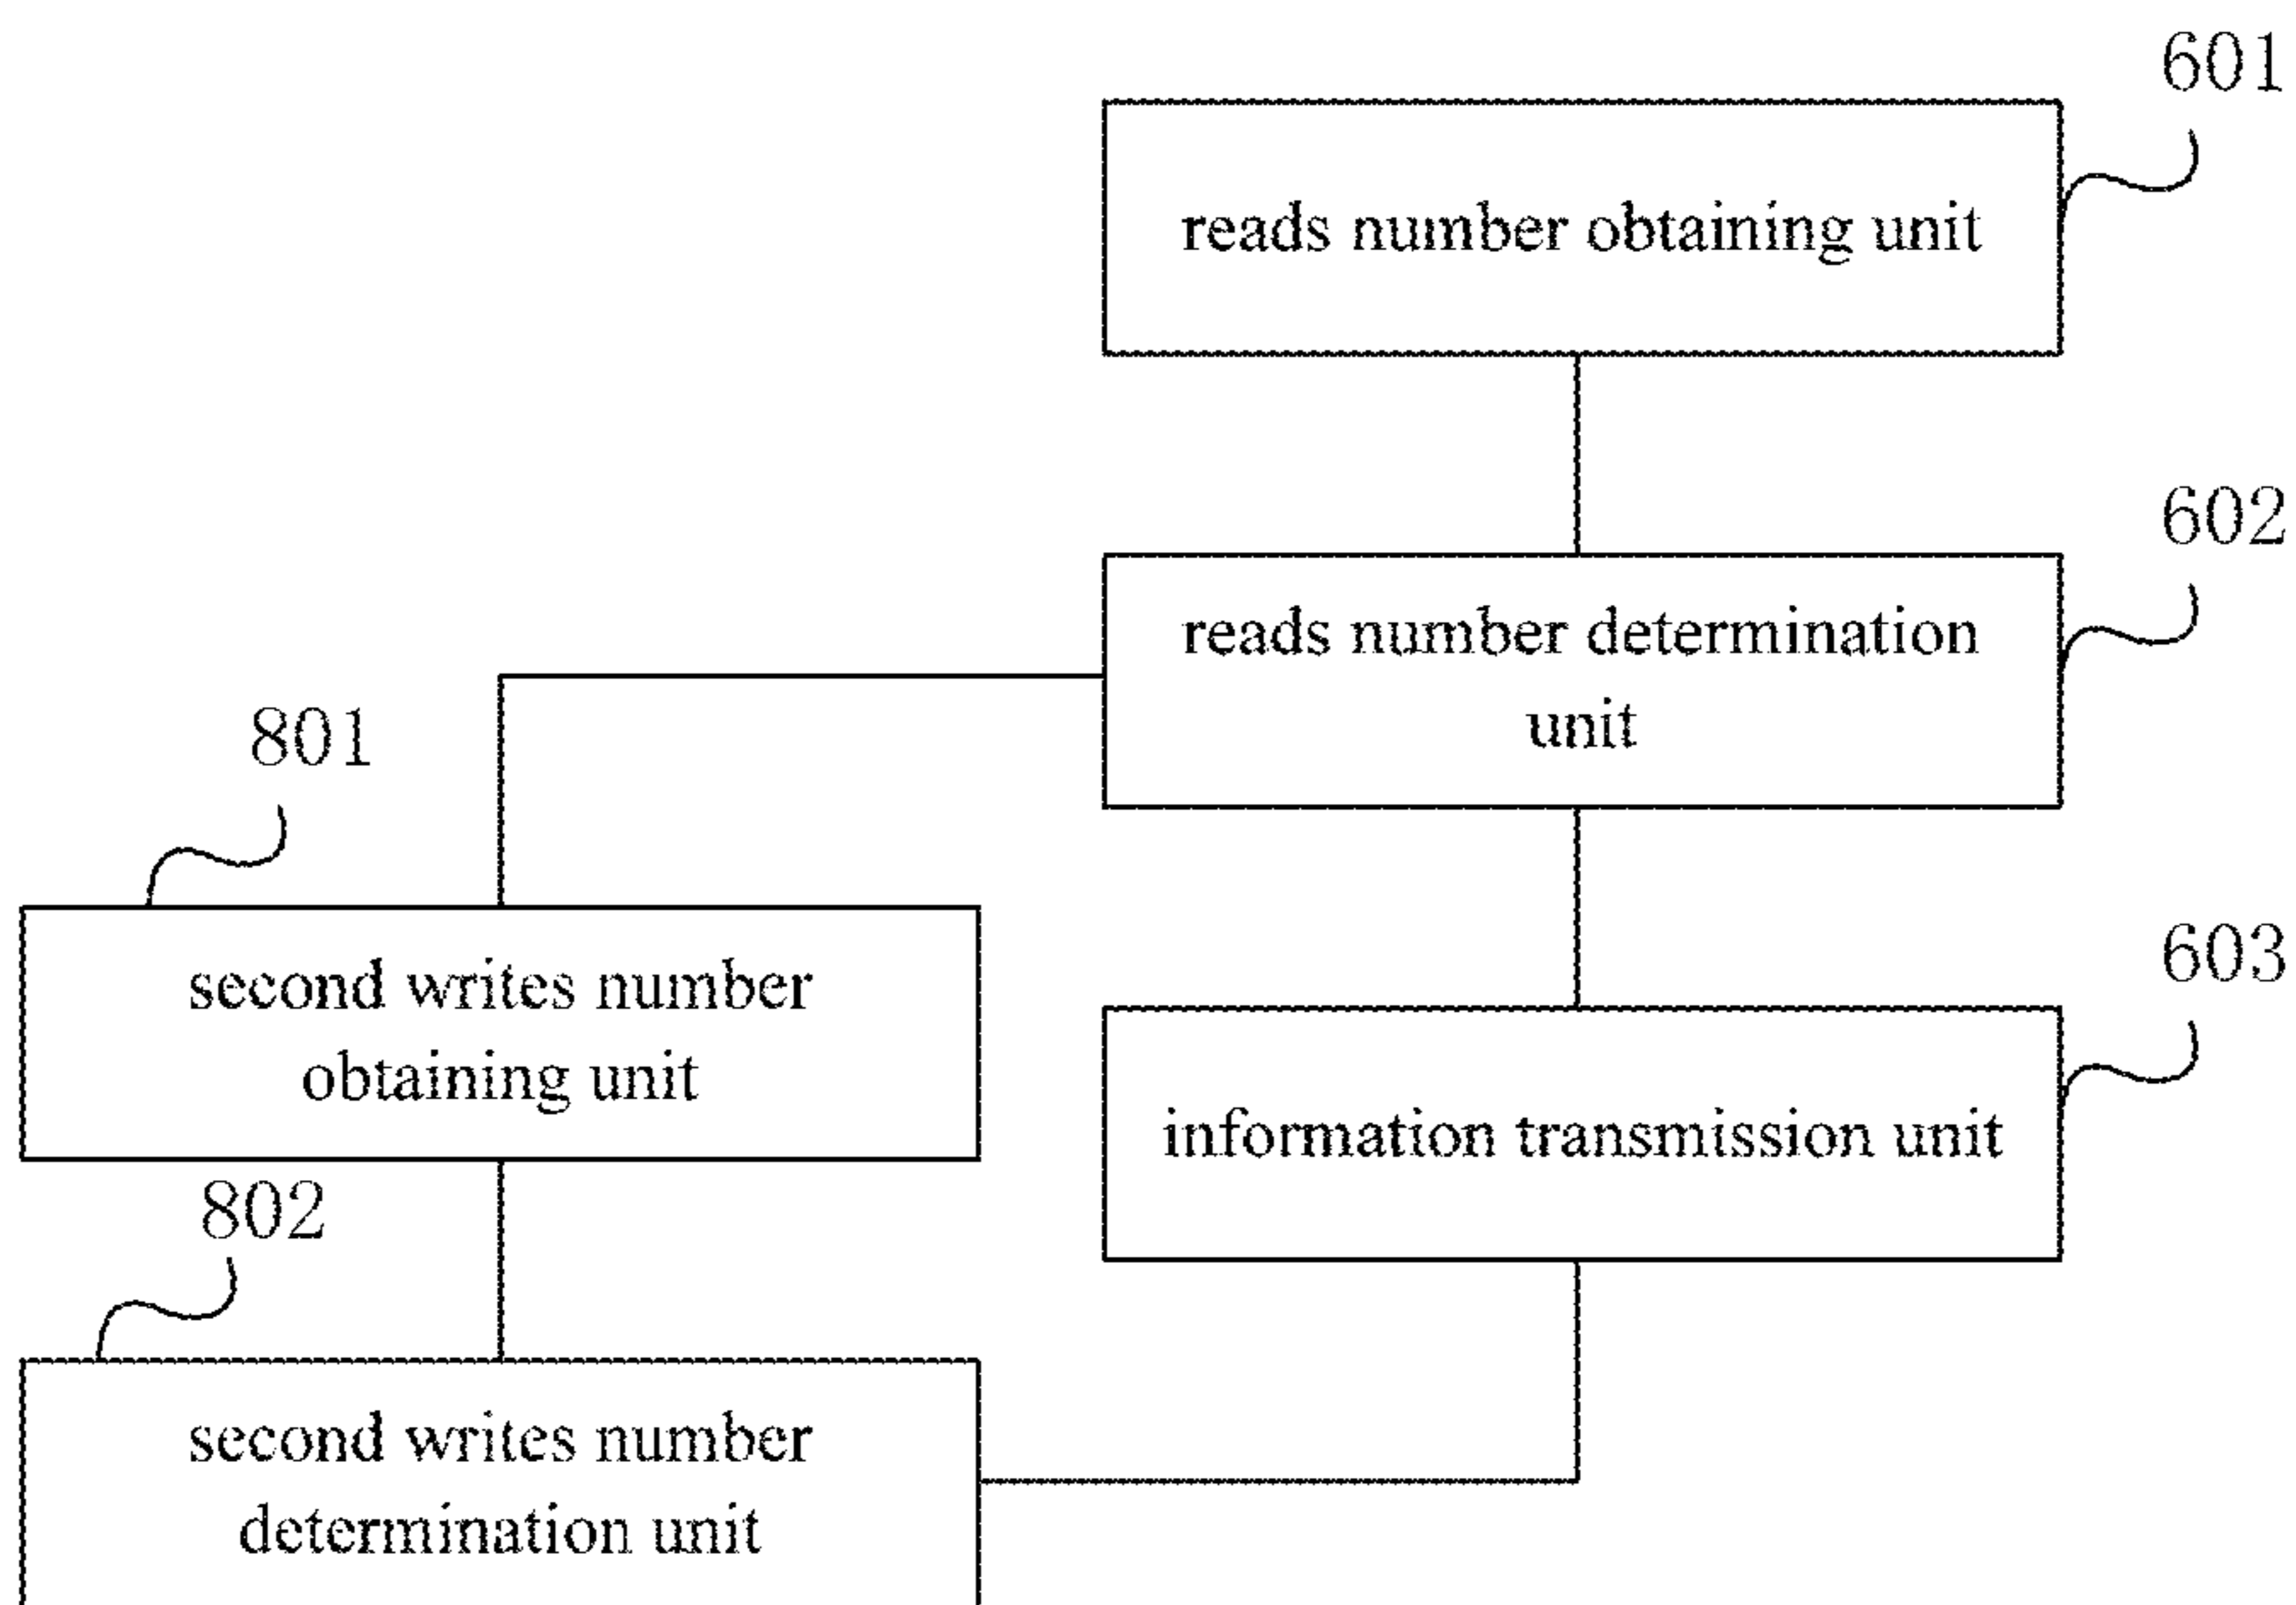 601
reads number obtaining unit
602
reads number determination
unit
801
second writes number
obtaining unit
603
information transmission unit
802
second writes number
determination unit